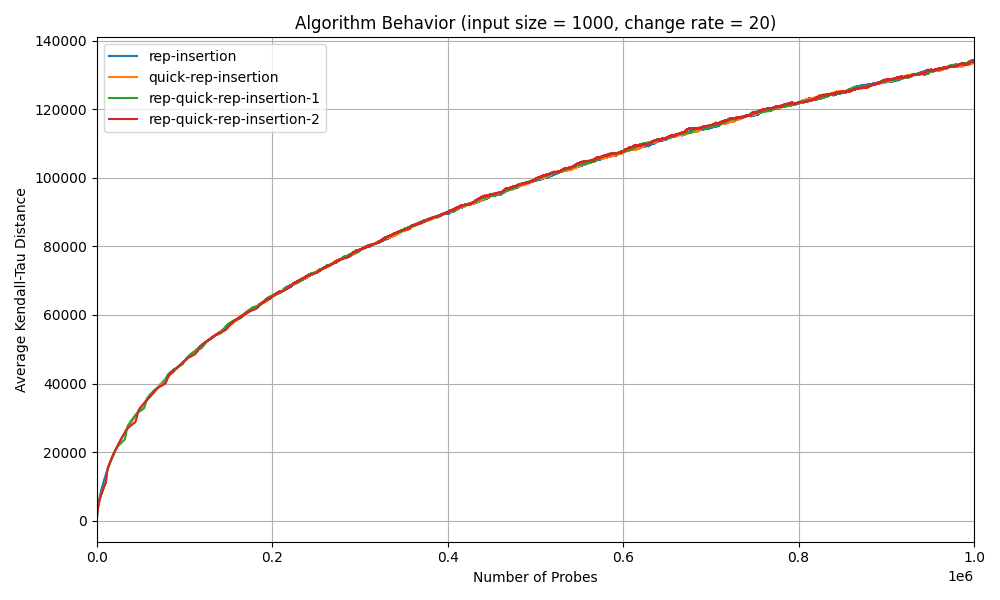 Algorithm Behavior (input size = 1000, change rate = 20)
rep-insertion
quick-rep-insertion
rep-quick-rep-insertion-1
rep-quick-rep-insertion-2
Average Kendall-Tau Distance
140000
120000
100000
80000
60000
40000
20000
0
0.0 0.2 0.4 0.6 0.8 1.0
1e6
Number of Probes